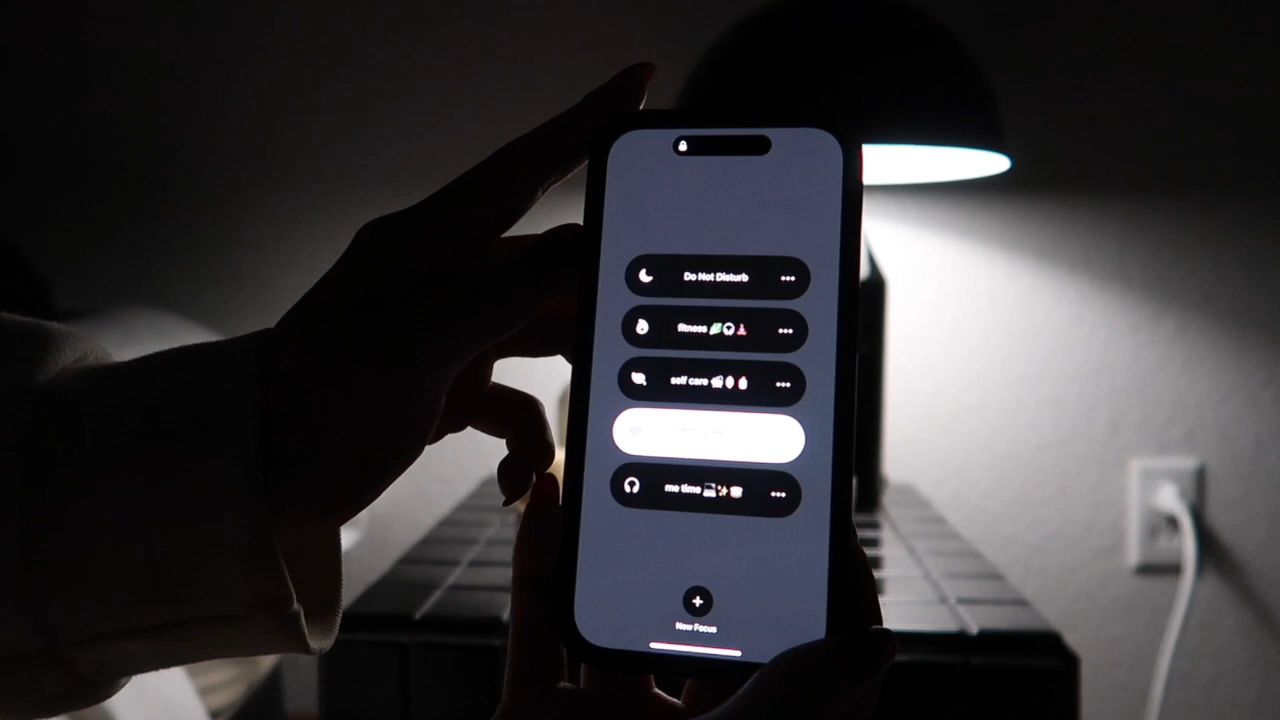 Do Not Disturb
fitness
self care
me time
New Focus